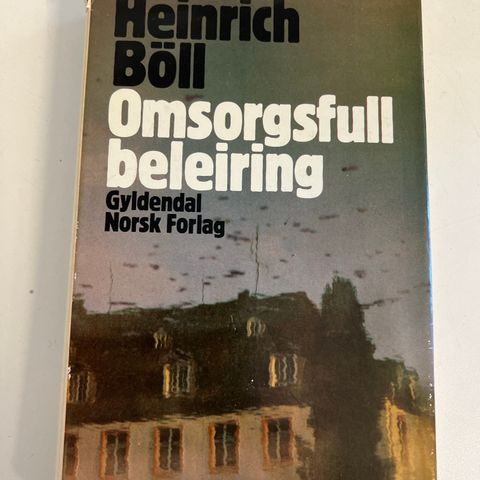 Heinrich
Böll
Omsorgsfull
beleiring
Gyldendal
Norsk Forlag